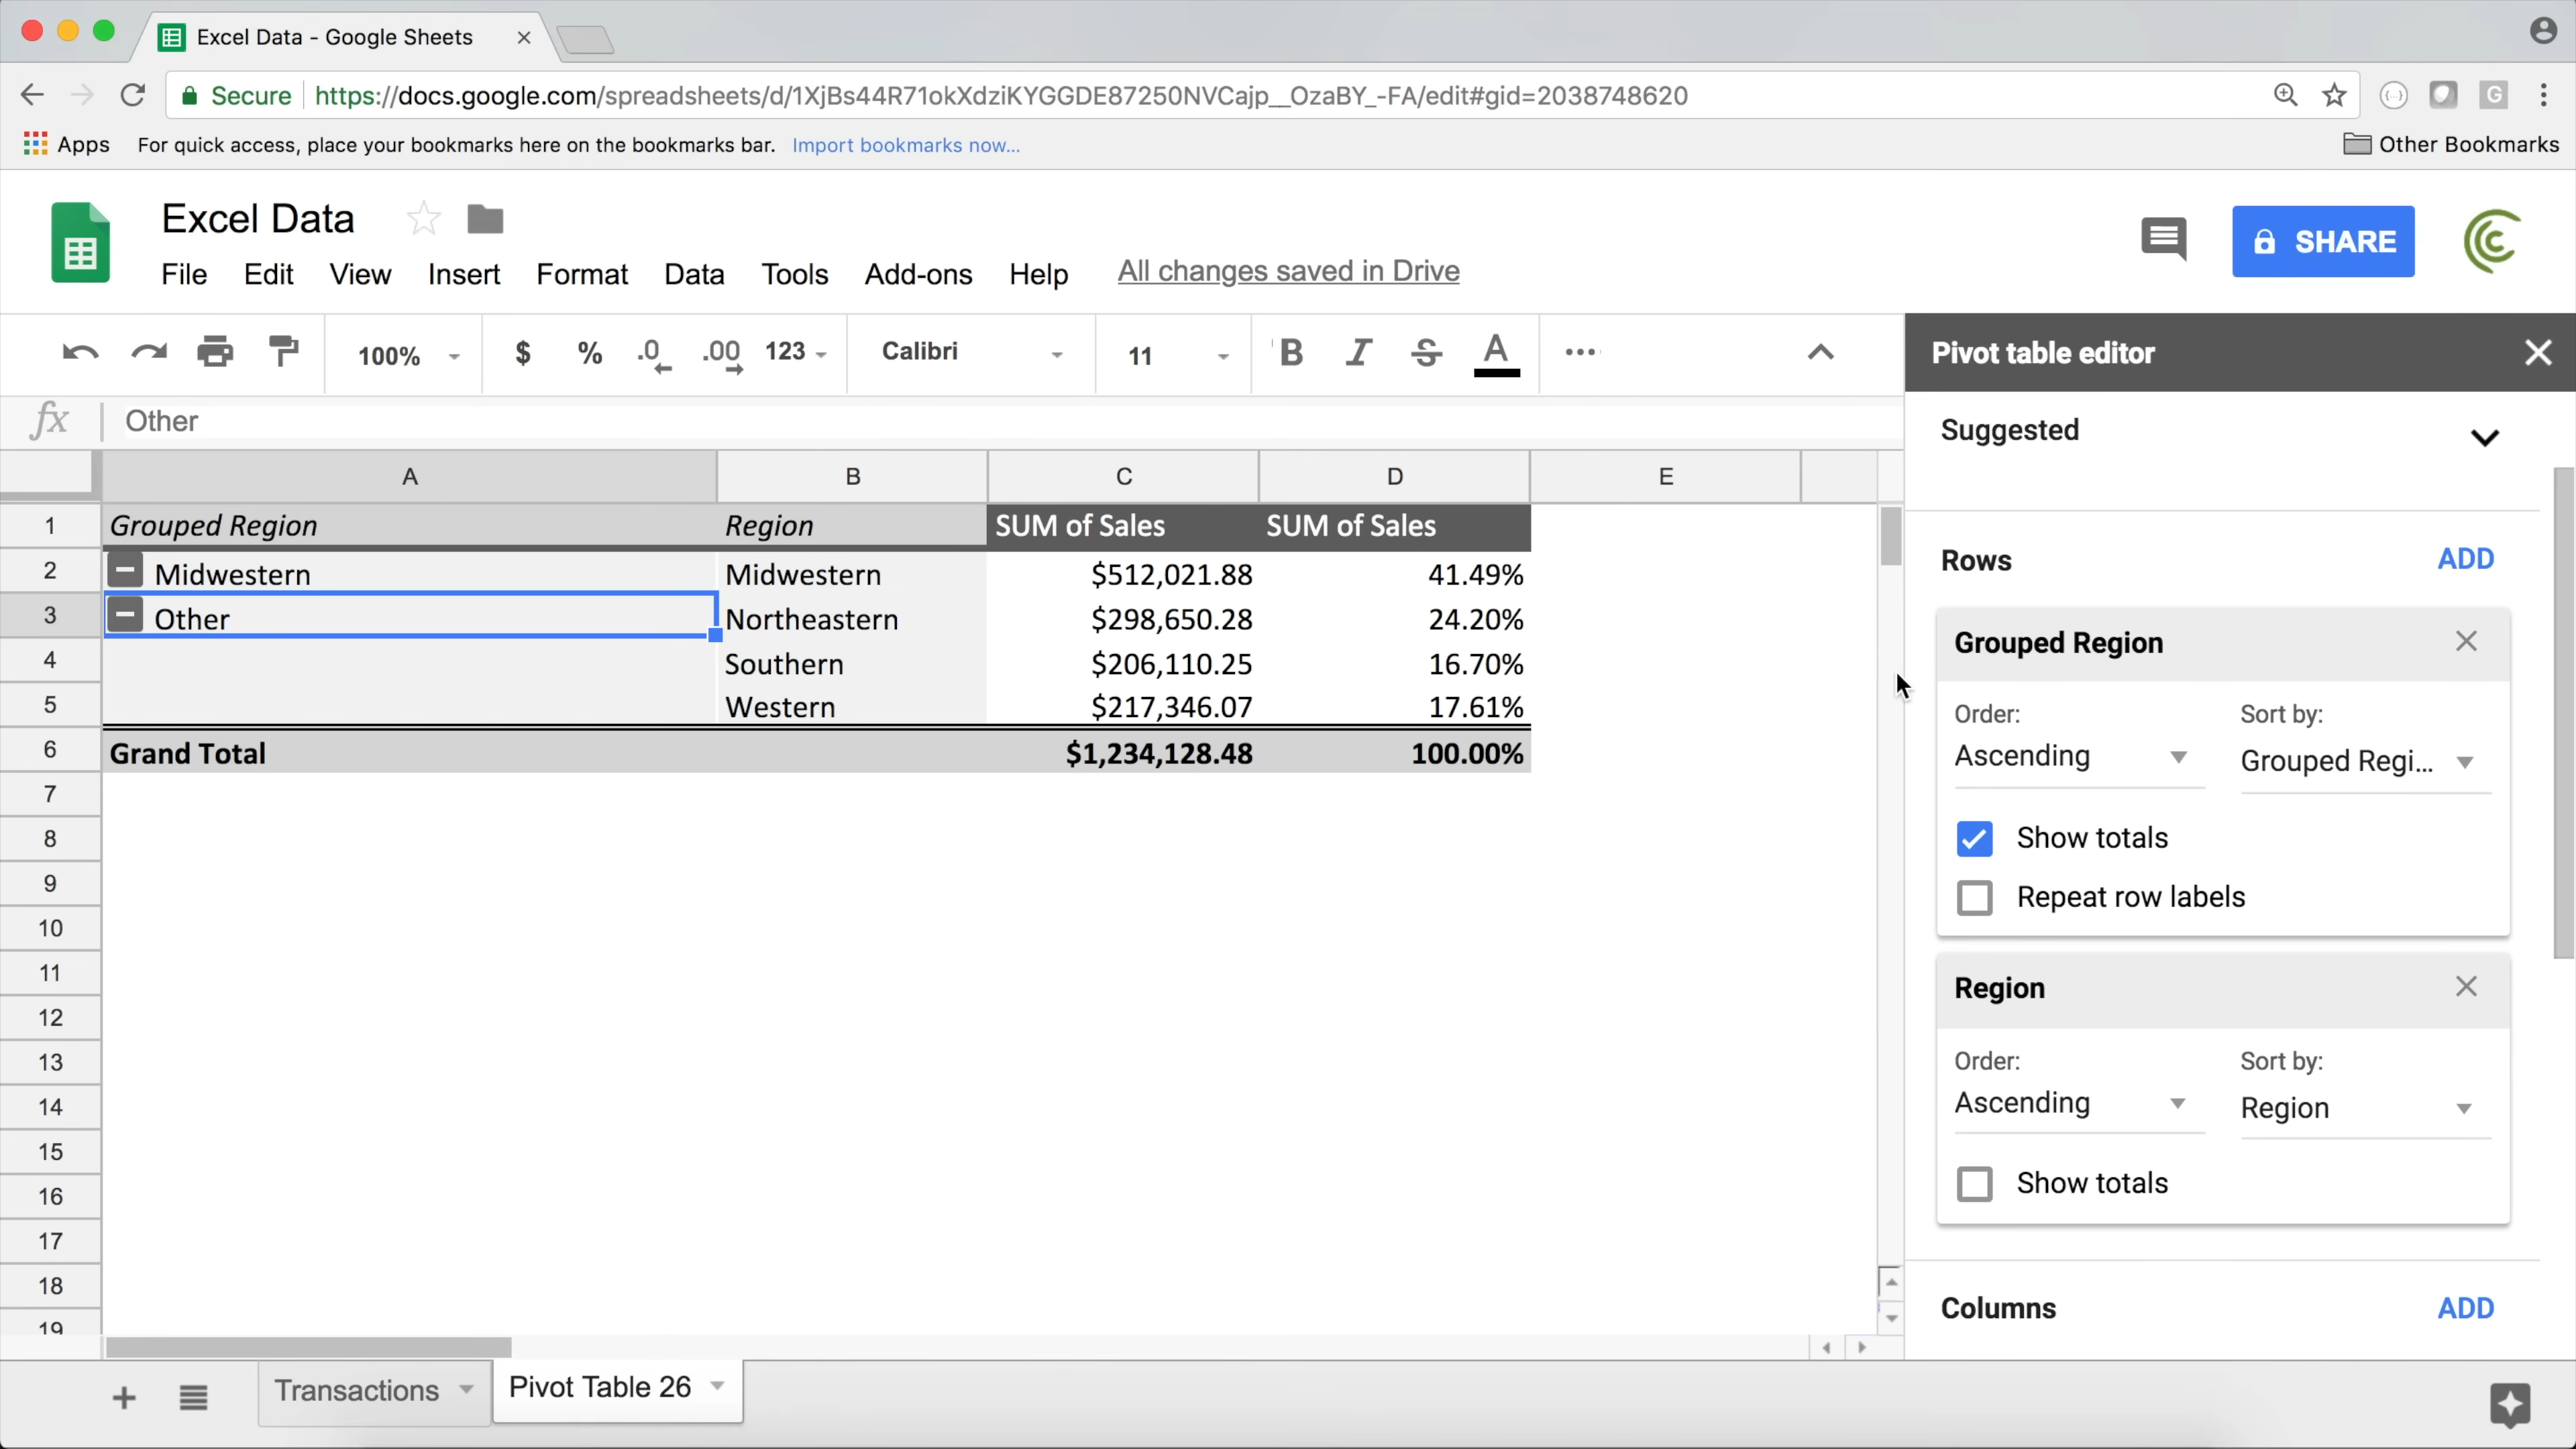 Excel Data - Google Sheets
Secure https://docs.google.com/spreadsheets/d/1XjBs44R71okXdziKYGGDE87250NVCajp__OzaBY_-FA/edit#gid=2038748620
Apps For quick access, place your bookmarks here on the bookmarks bar. Import bookmarks now... Other Bookmarks
Excel Data
SHARE
File Edit View Insert Format Data Tools Add-ons Help All changes saved in Drive
100% $ % .0 .00 123 Calibri 11 B I S A
Pivot table editor
fx Other
Suggested
A B C D E
1 Grouped Region Region SUM of Sales SUM of Sales
2 Midwestern Midwestern $512,021.88 41.49%
3 Other Northeastern $298,650.28 24.20%
4 Southern $206,110.25 16.70%
5 Western $217,346.07 17.61%
6 Grand Total $1,234,128.48 100.00%
7
8
9
10
11
12
13
14
15
16
17
18
19
Rows ADD
Grouped Region
Order: Sort by:
Ascending Grouped Regi...
Show totals
Repeat row labels
Region
Order: Sort by:
Ascending Region
Show totals
Columns ADD
Transactions Pivot Table 26